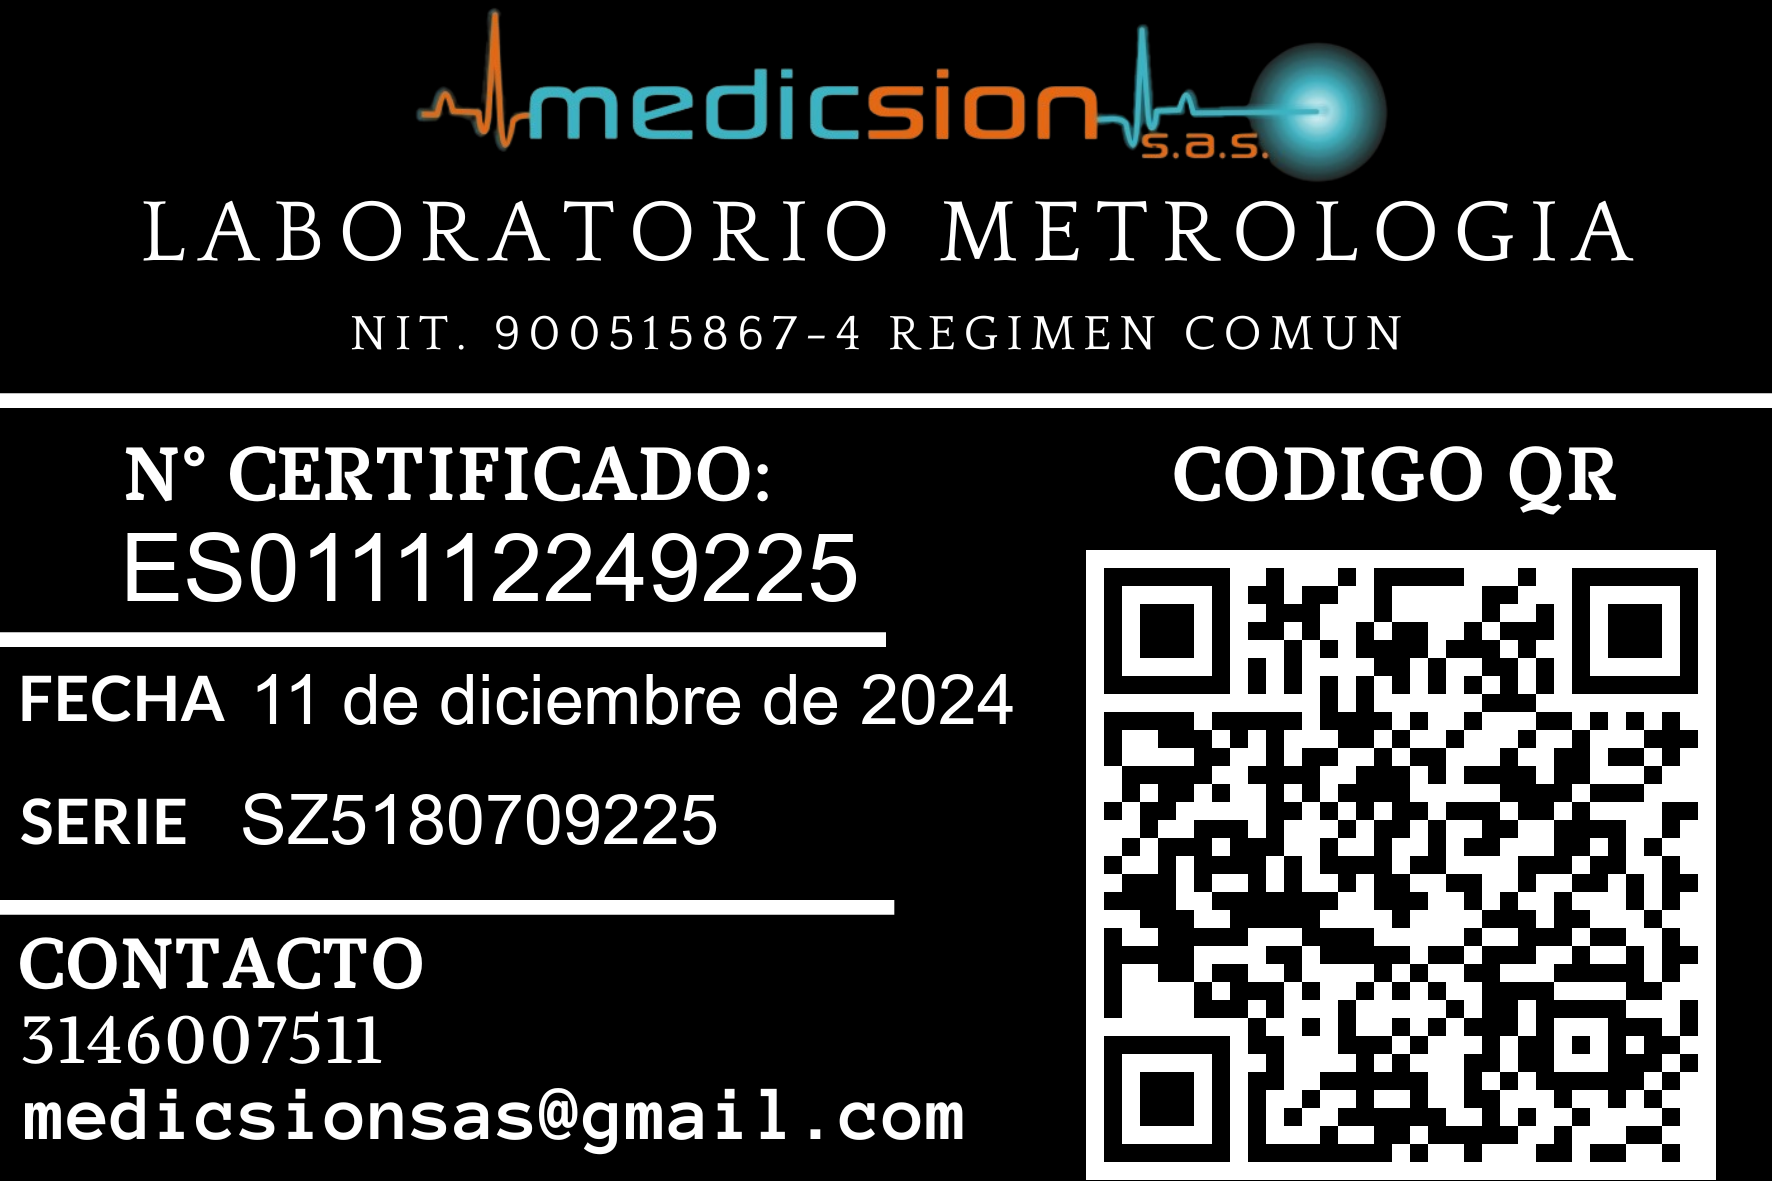 medicsion
s.a.s.
LABORATORIO METROLOGIA
NIT. 900515867-4 REGIMEN COMUN
N° CERTIFICADO:
ES011112249225
CODIGO QR
FECHA 11 de diciembre de 2024
SERIE SZ5180709225
CONTACTO
3146007511
medicsionsas@gmail.com